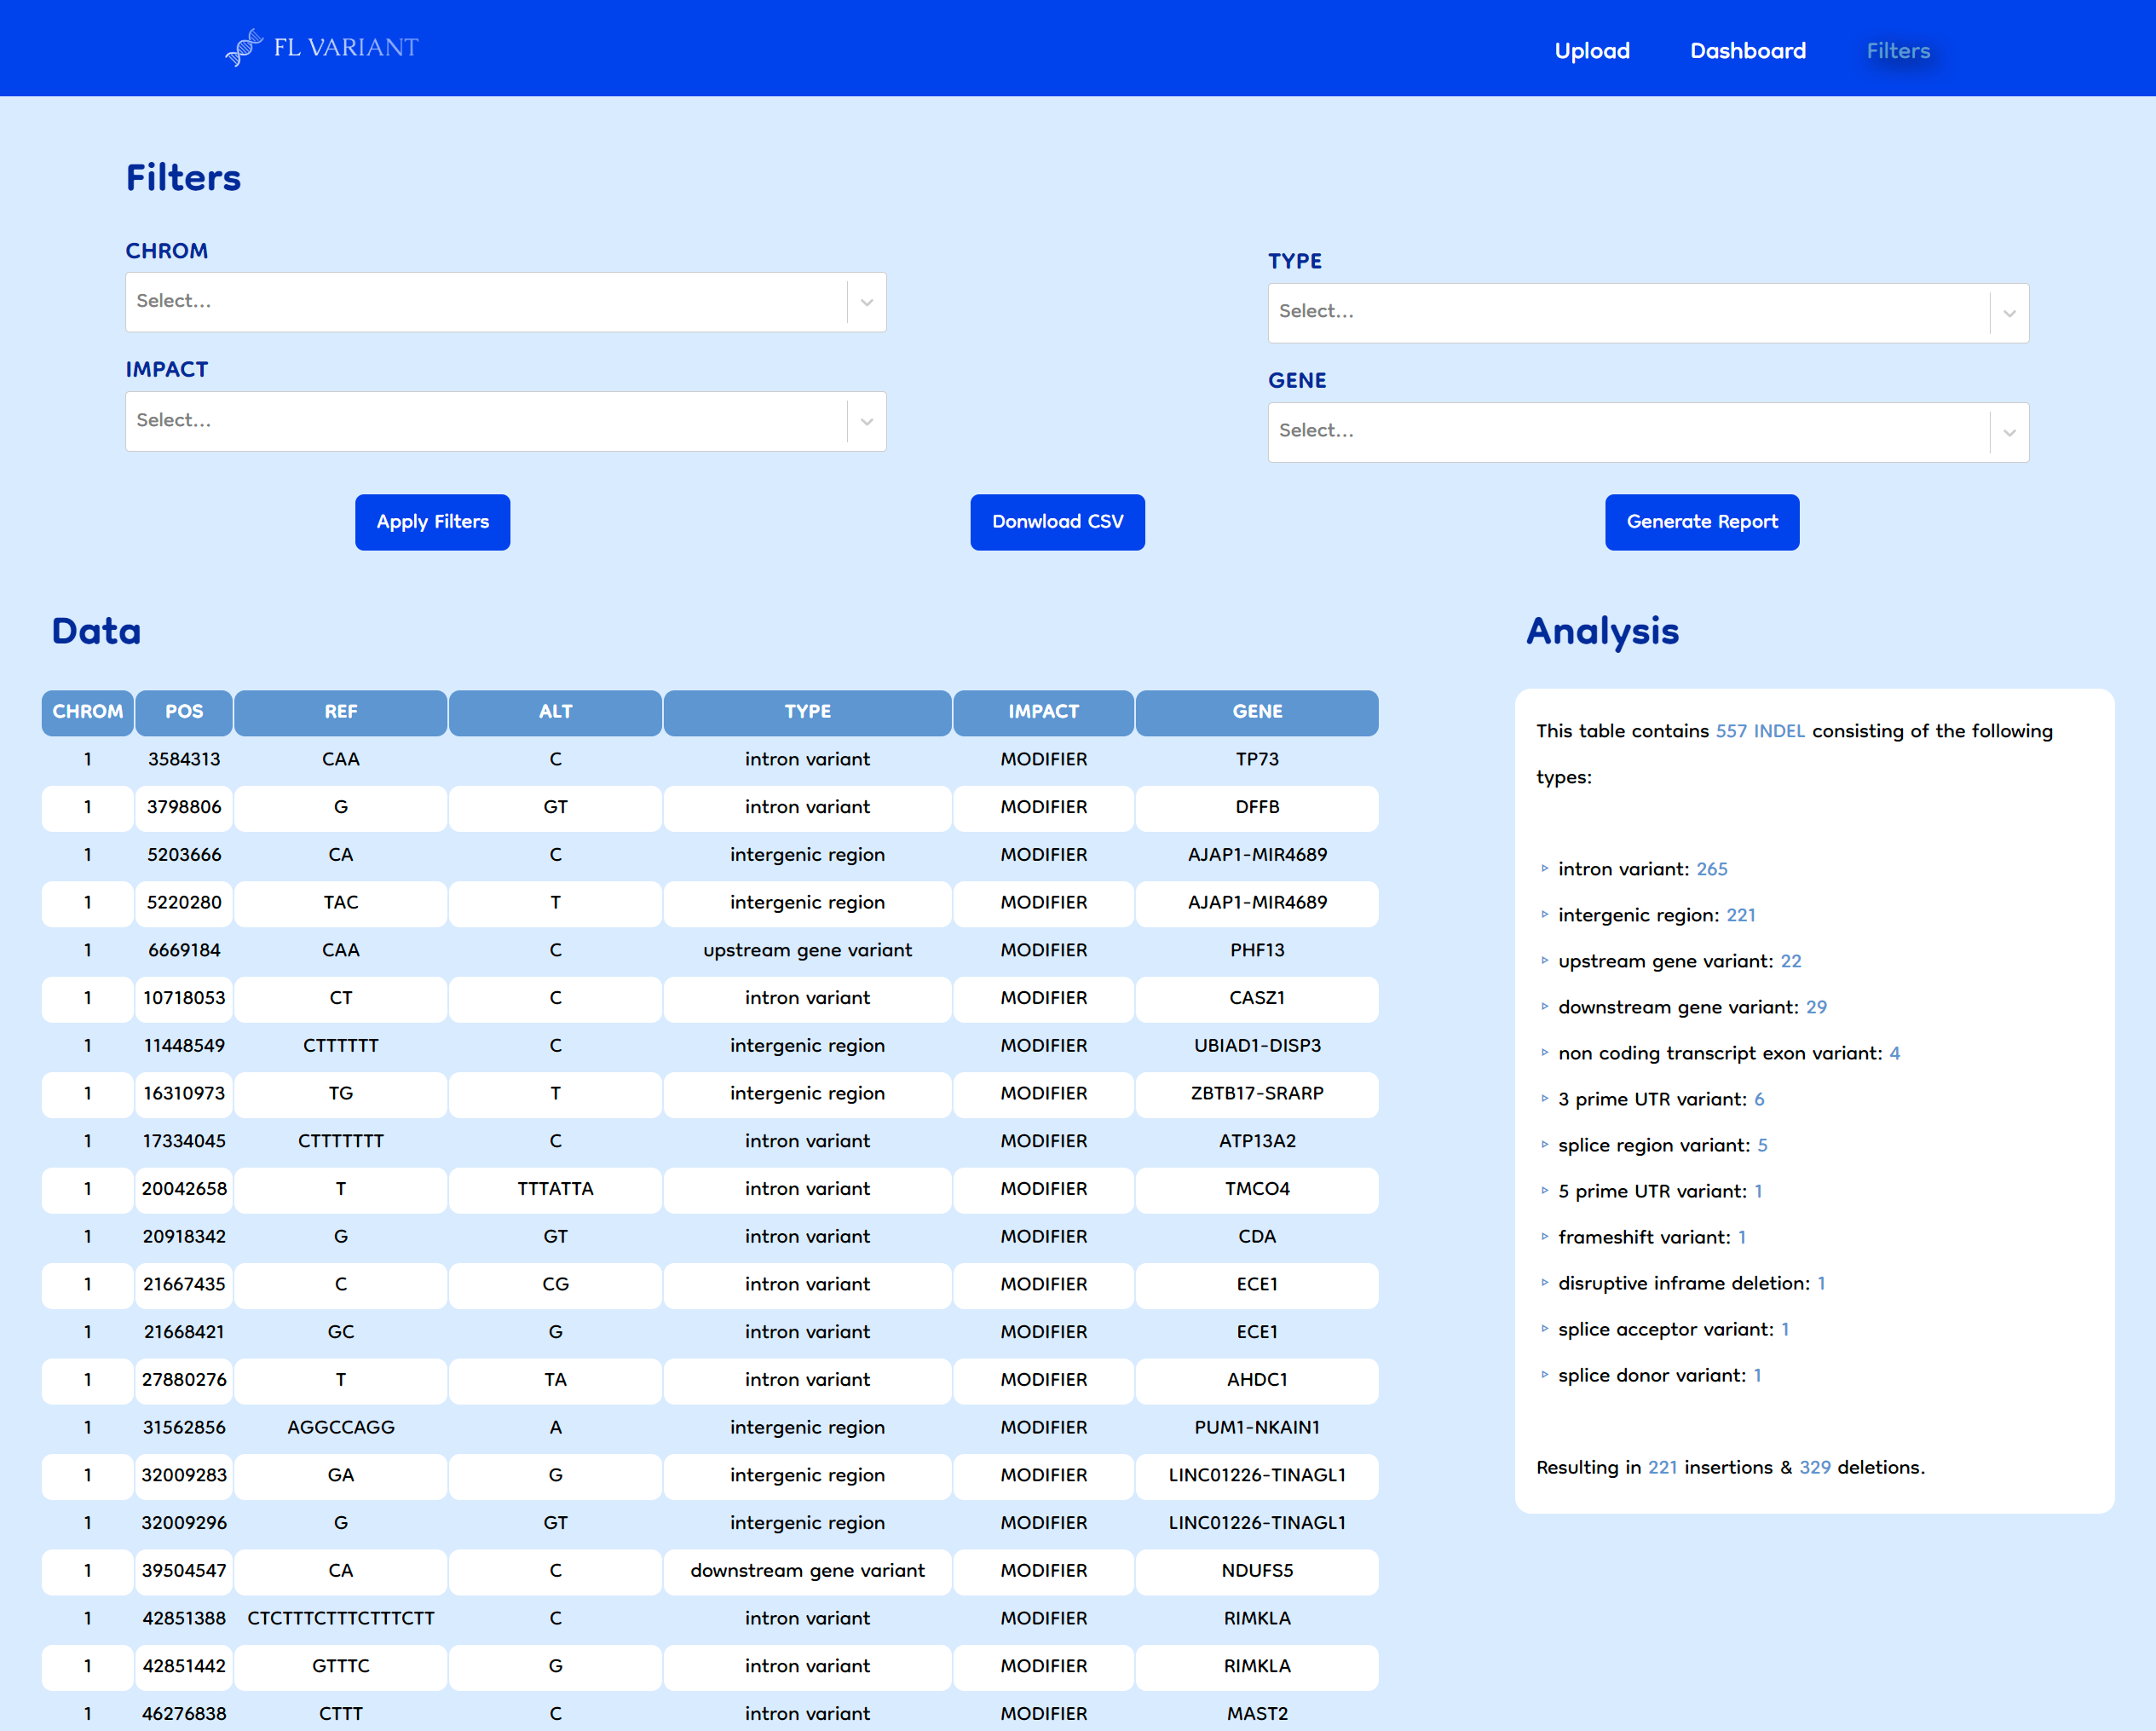 FL VARIANT
Upload Dashboard Filters
Filters
CHROM
Select...
TYPE
Select...
IMPACT
Select...
GENE
Select...
Apply Filters Donwload CSV Generate Report
Data
CHROM POS REF ALT TYPE IMPACT GENE
1 3584313 CAA C intron variant MODIFIER TP73
1 3798806 G GT intron variant MODIFIER DFFB
1 5203666 CA C intergenic region MODIFIER AJAP1-MIR4689
1 5220280 TAC T intergenic region MODIFIER AJAP1-MIR4689
1 6669184 CAA C upstream gene variant MODIFIER PHF13
1 10718053 CT C intron variant MODIFIER CASZ1
1 11448549 CTTTTTT C intergenic region MODIFIER UBIAD1-DISP3
1 16310973 TG T intergenic region MODIFIER ZBTB17-SRARP
1 17334045 CTTTTTTT C intron variant MODIFIER ATP13A2
1 20042658 T TTTATTA intron variant MODIFIER TMCO4
1 20918342 G GT intron variant MODIFIER CDA
1 21667435 C CG intron variant MODIFIER ECE1
1 21668421 GC G intron variant MODIFIER ECE1
1 27880276 T TA intron variant MODIFIER AHDC1
1 31562856 AGGCCAGG A intergenic region MODIFIER PUM1-NKAIN1
1 32009283 GA G intergenic region MODIFIER LINC01226-TINAGL1
1 32009296 G GT intergenic region MODIFIER LINC01226-TINAGL1
1 39504547 CA C downstream gene variant MODIFIER NDUFS5
1 42851388 CTCTTTCTTTCTTTCTT C intron variant MODIFIER RIMKLA
1 42851442 GTTTC G intron variant MODIFIER RIMKLA
1 46276838 CTTT C intron variant MODIFIER MAST2
Analysis
This table contains 557 INDEL consisting of the following
types:
intron variant: 265
intergenic region: 221
upstream gene variant: 22
downstream gene variant: 29
non coding transcript exon variant: 4
3 prime UTR variant: 6
splice region variant: 5
5 prime UTR variant: 1
frameshift variant: 1
disruptive inframe deletion: 1
splice acceptor variant: 1
splice donor variant: 1
Resulting in 221 insertions & 329 deletions.